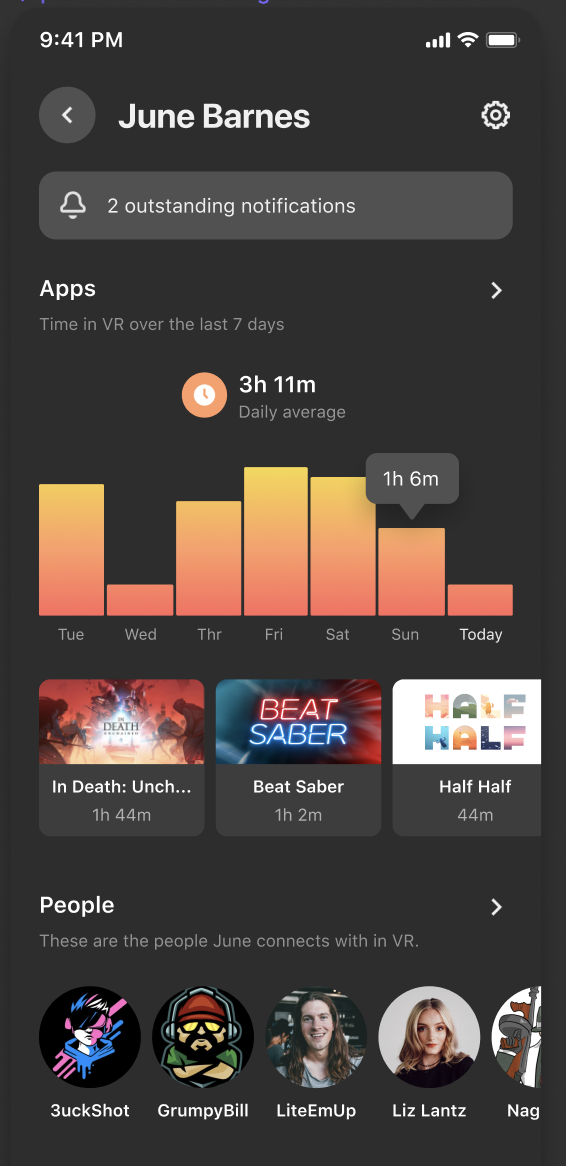 9:41 PM
June Barnes
2 outstanding notifications
Apps
Time in VR over the last 7 days
3h 11m
Daily average
1h 6m
Tue Wed Thr Fri Sat Sun Today
IN DEATH UNCHAINED
BEAT SABER
HALF HALF
In Death: Unch... Beat Saber Half Half
1h 44m 1h 2m 44m
People
These are the people June connects with in VR.
3uckShot GrumpyBill LiteEmUp Liz Lantz Nag